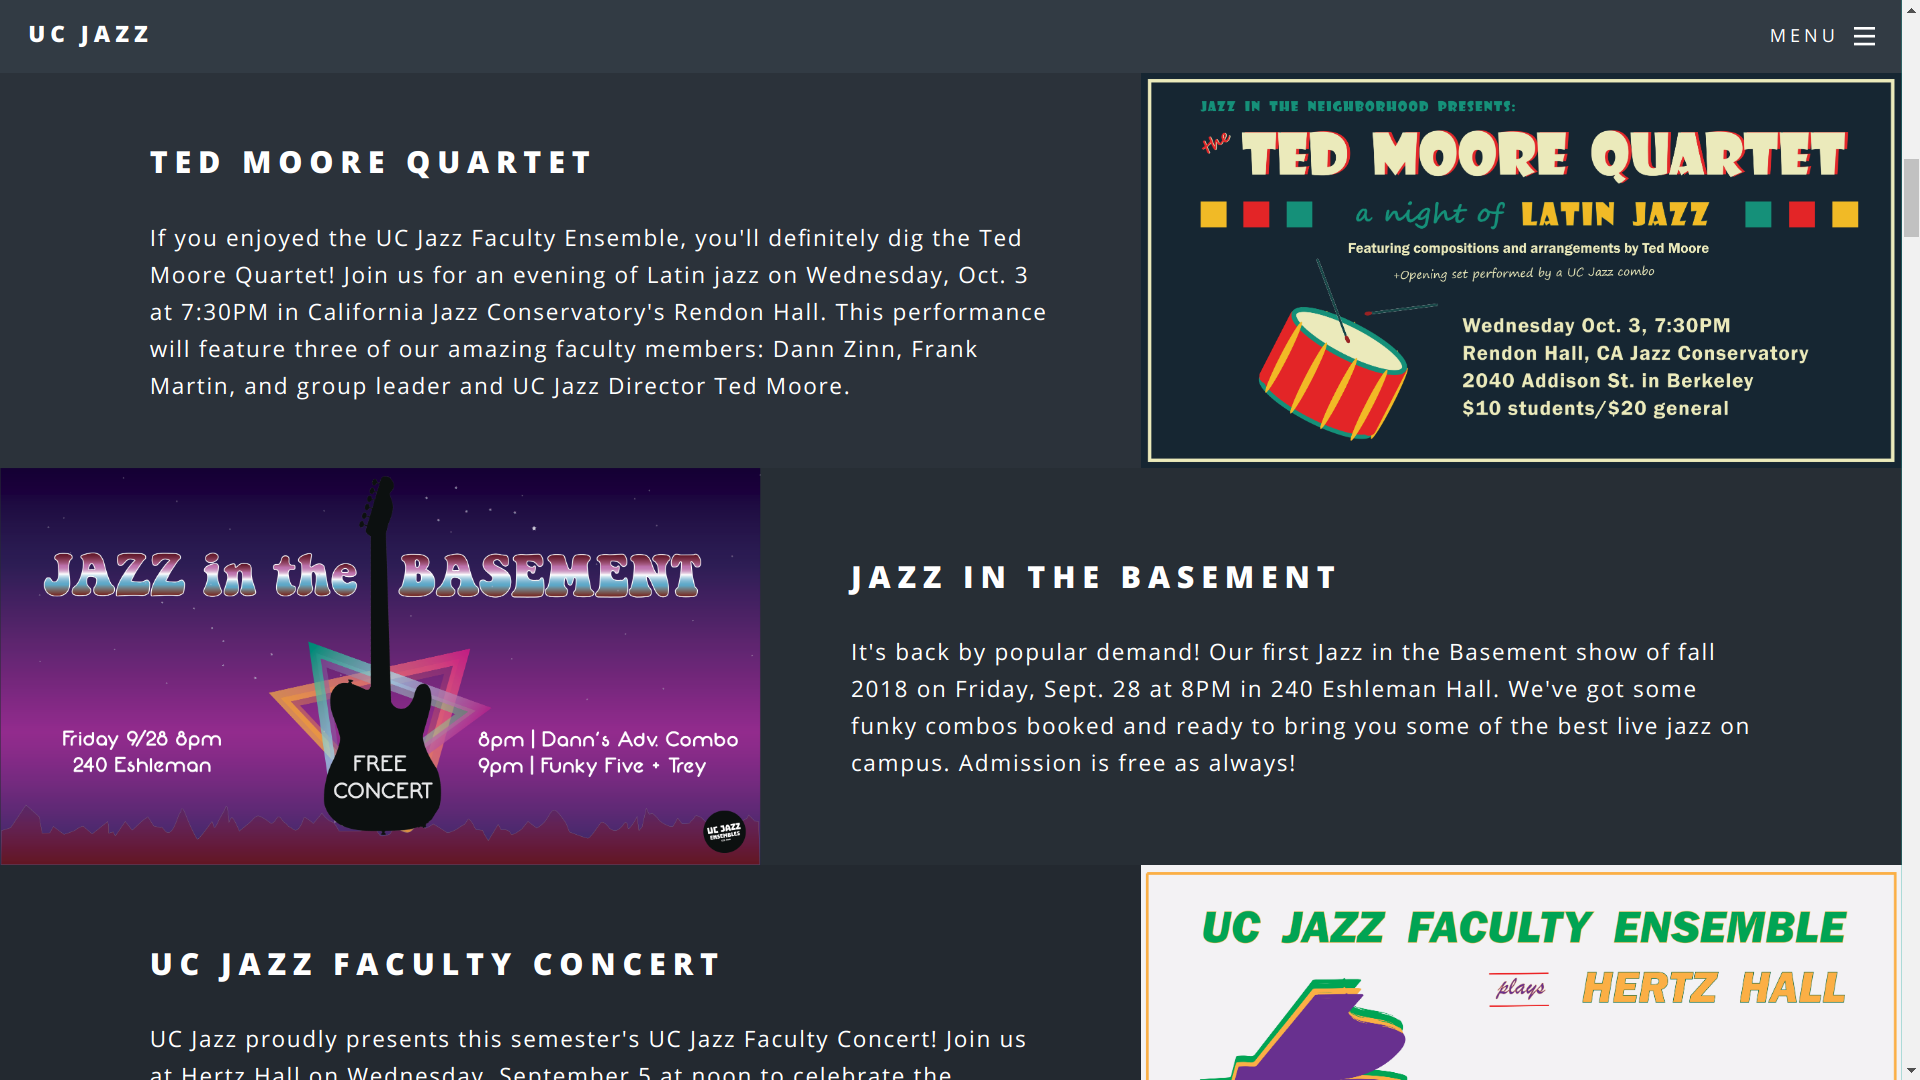 UC JAZZ
MENU
TED MOORE QUARTET
If you enjoyed the UC Jazz Faculty Ensemble, you'll definitely dig the Ted
Moore Quartet! Join us for an evening of Latin jazz on Wednesday, Oct. 3
at 7:30PM in California Jazz Conservatory's Rendon Hall. This performance
will feature three of our amazing faculty members: Dann Zinn, Frank
Martin, and group leader and UC Jazz Director Ted Moore.
JAZZ IN THE NEIGHBORHOOD PRESENTS:
the TED MOORE QUARTET
a night of LATIN JAZZ
Featuring compositions and arrangements by Ted Moore
+Opening set performed by a UC Jazz combo
Wednesday Oct. 3, 7:30PM
Rendon Hall, CA Jazz Conservatory
2040 Addison St. in Berkeley
$10 students/$20 general
JAZZ in the BASEMENT
Friday 9/28 8pm
240 Eshleman
FREE
CONCERT
8pm | Dann's Adv. Combo
9pm | Funky Five + Trey
UC JAZZ
ENSEMBLES
JAZZ IN THE BASEMENT
It's back by popular demand! Our first Jazz in the Basement show of fall
2018 on Friday, Sept. 28 at 8PM in 240 Eshleman Hall. We've got some
funky combos booked and ready to bring you some of the best live jazz on
campus. Admission is free as always!
UC JAZZ FACULTY CONCERT
UC Jazz proudly presents this semester's UC Jazz Faculty Concert! Join us
at Hertz Hall on Wednesday, September 5 at noon to celebrate the
UC JAZZ FACULTY ENSEMBLE
plays HERTZ HALL